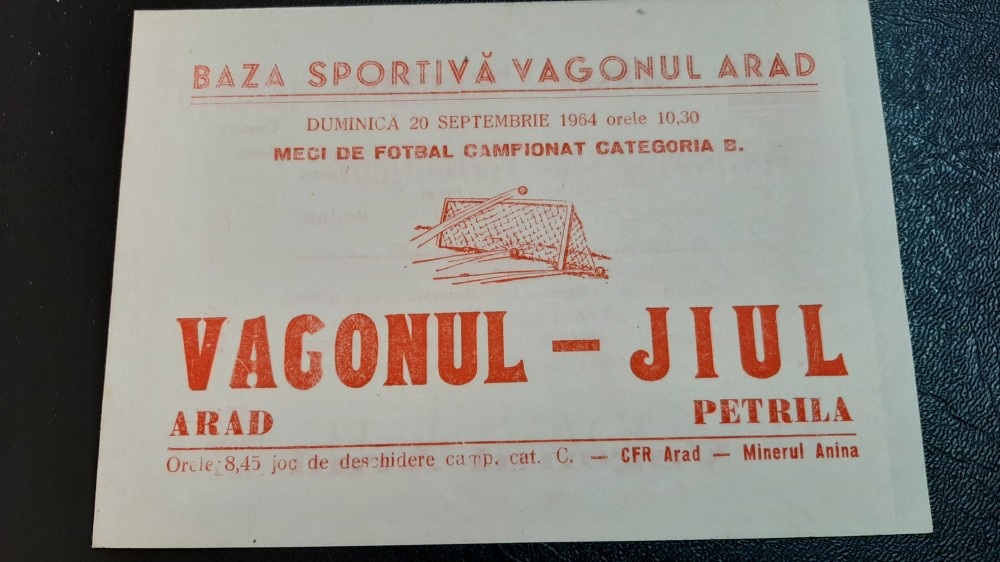 BAZA SPORTIVĂ VAGONUL ARAD
DUMINICĂ 20 SEPTEMBRIE 1964 orele 10,30
MECI DE FOTBAL CAMPIONAT CATEGORIA B.
VAGONUL — JIUL
ARAD PETRILA
Orele 8,45 joc de deschidere camp. cat. C. — CFR Arad — Minerul Anina